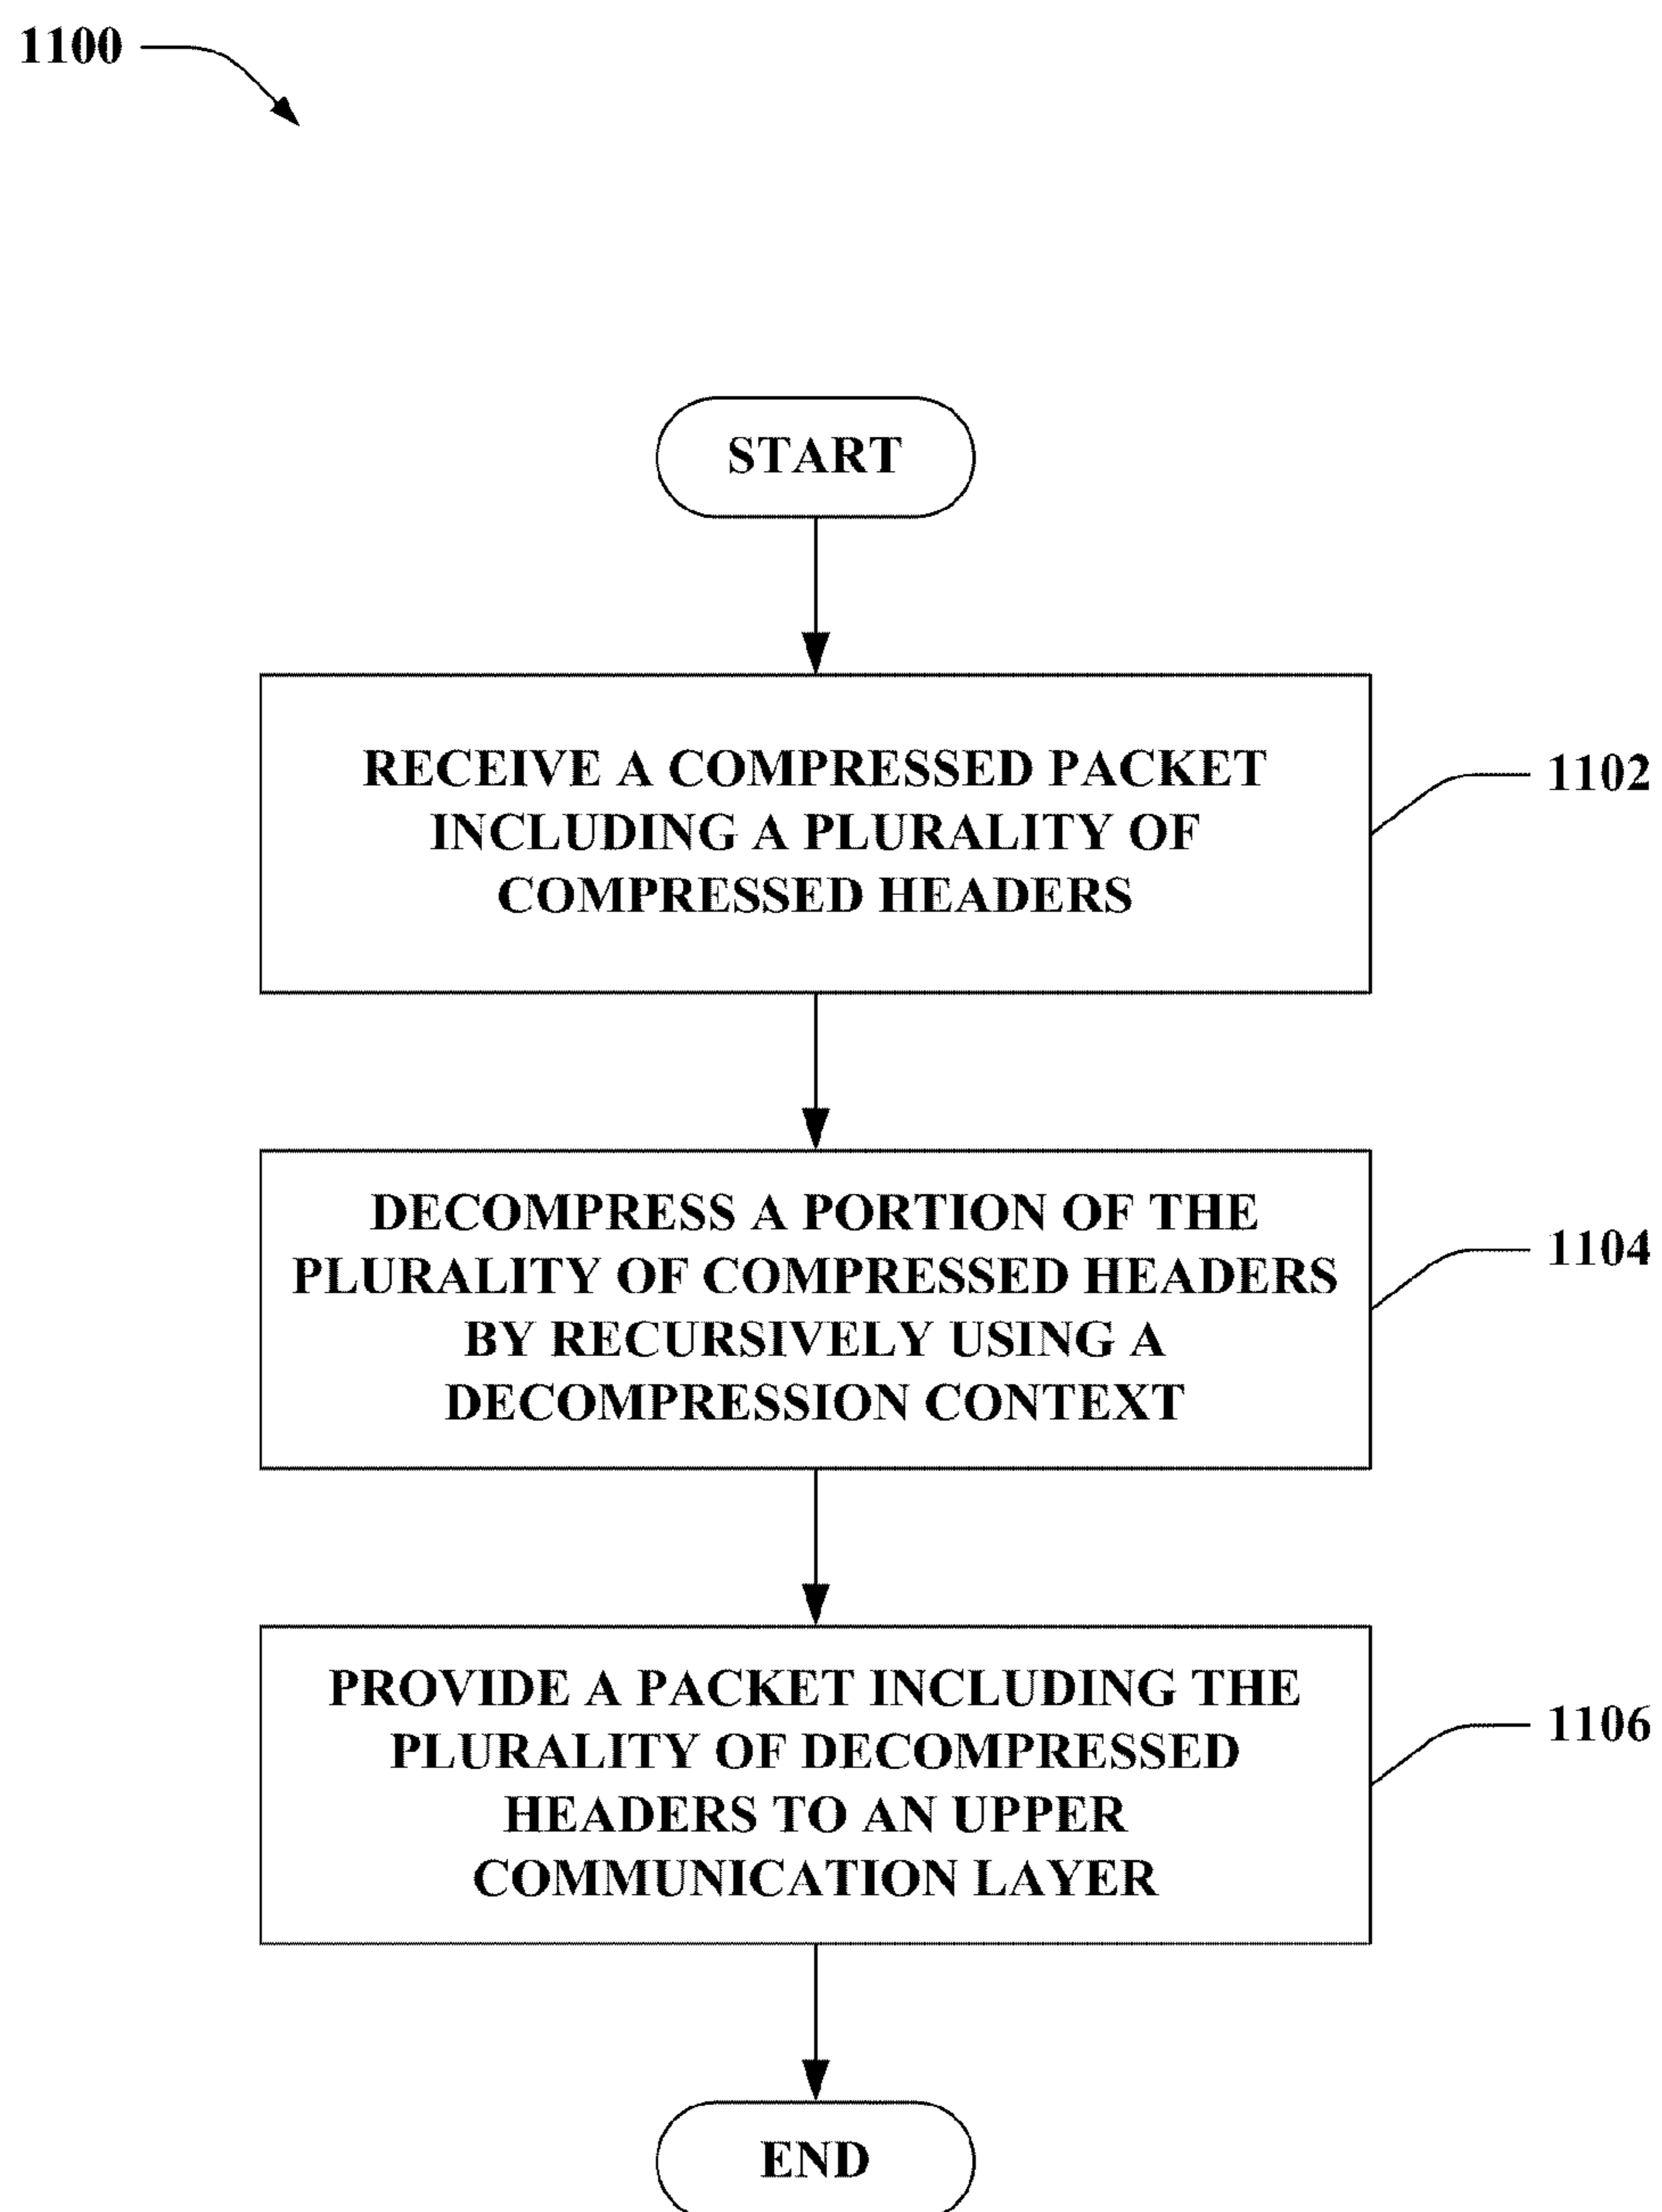 1100
START
RECEIVE A COMPRESSED PACKET
INCLUDING A PLURALITY OF
COMPRESSED HEADERS
1102
DECOMPRESS A PORTION OF THE
PLURALITY OF COMPRESSED HEADERS
BY RECURSIVELY USING A
DECOMPRESSION CONTEXT
1104
PROVIDE A PACKET INCLUDING THE
PLURALITY OF DECOMPRESSED
HEADERS TO AN UPPER
COMMUNICATION LAYER
1106
END